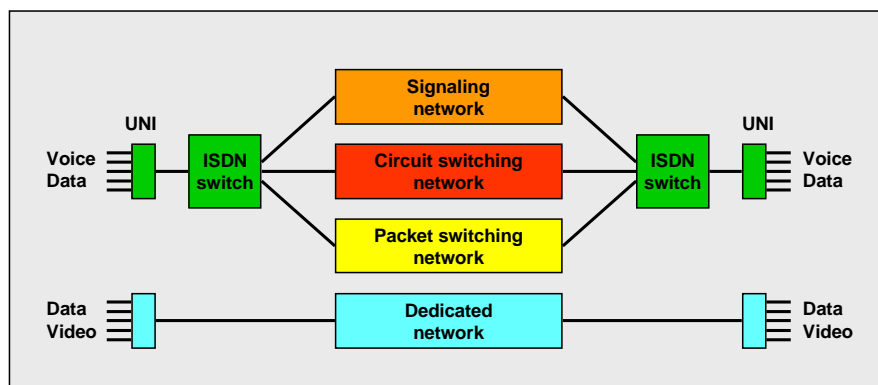 Signaling
network
UNI
UNI
Voice
Data
ISDN
switch
Circuit switching
network
ISDN
switch
Voice
Data
Packet switching
network
Data
Video
Dedicated
network
Data
Video